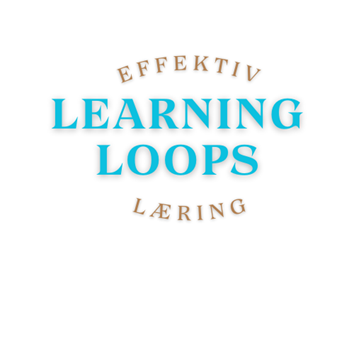 EFFEKTIV
LEARNING
LOOPS
LÆRING